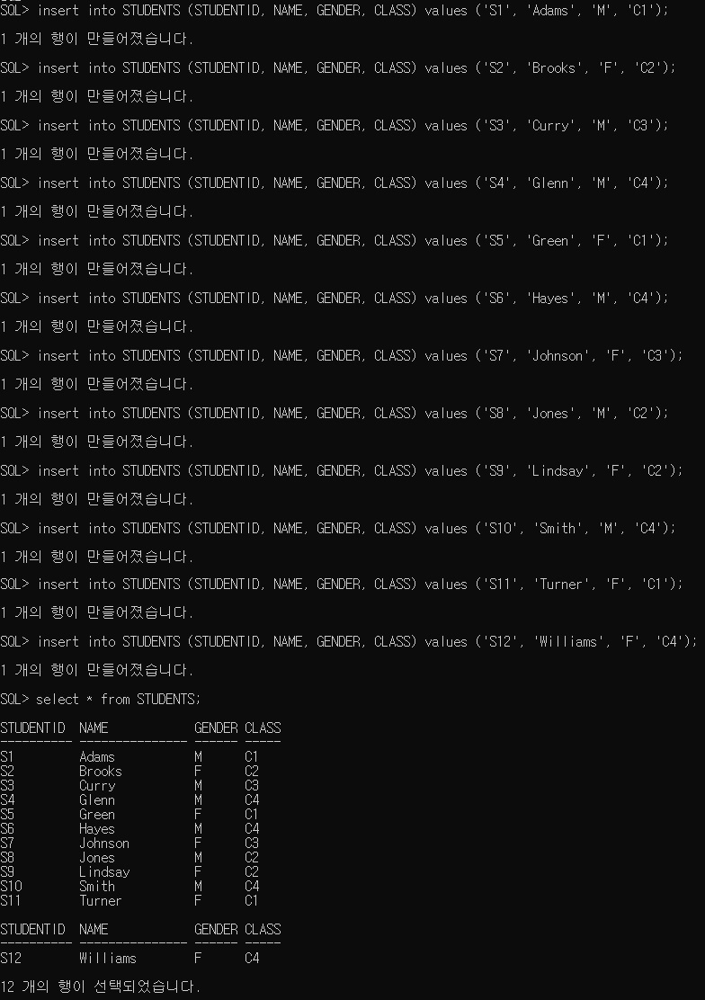 SQL> insert into STUDENTS (STUDENTID, NAME, GENDER, CLASS) values ('S1', 'Adams', 'M', 'C1');
1 개의 행이 만들어졌습니다.
SQL> insert into STUDENTS (STUDENTID, NAME, GENDER, CLASS) values ('S2', 'Brooks', 'F', 'C2');
1 개의 행이 만들어졌습니다.
SQL> insert into STUDENTS (STUDENTID, NAME, GENDER, CLASS) values ('S3', 'Curry', 'M', 'C3');
1 개의 행이 만들어졌습니다.
SQL> insert into STUDENTS (STUDENTID, NAME, GENDER, CLASS) values ('S4', 'Glenn', 'M', 'C4');
1 개의 행이 만들어졌습니다.
SQL> insert into STUDENTS (STUDENTID, NAME, GENDER, CLASS) values ('S5', 'Green', 'F', 'C1');
1 개의 행이 만들어졌습니다.
SQL> insert into STUDENTS (STUDENTID, NAME, GENDER, CLASS) values ('S6', 'Hayes', 'M', 'C4');
1 개의 행이 만들어졌습니다.
SQL> insert into STUDENTS (STUDENTID, NAME, GENDER, CLASS) values ('S7', 'Johnson', 'F', 'C3');
1 개의 행이 만들어졌습니다.
SQL> insert into STUDENTS (STUDENTID, NAME, GENDER, CLASS) values ('S8', 'Jones', 'M', 'C2');
1 개의 행이 만들어졌습니다.
SQL> insert into STUDENTS (STUDENTID, NAME, GENDER, CLASS) values ('S9', 'Lindsay', 'F', 'C2');
1 개의 행이 만들어졌습니다.
SQL> insert into STUDENTS (STUDENTID, NAME, GENDER, CLASS) values ('S10', 'Smith', 'M', 'C4');
1 개의 행이 만들어졌습니다.
SQL> insert into STUDENTS (STUDENTID, NAME, GENDER, CLASS) values ('S11', 'Turner', 'F', 'C1');
1 개의 행이 만들어졌습니다.
SQL> insert into STUDENTS (STUDENTID, NAME, GENDER, CLASS) values ('S12', 'Williams', 'F', 'C4');
1 개의 행이 만들어졌습니다.
SQL> select * from STUDENTS;
STUDENTID  NAME            GENDER CLASS
---------- --------------- ------ -----
S1         Adams           M      C1
S2         Brooks          F      C2
S3         Curry           M      C3
S4         Glenn           M      C4
S5         Green           F      C1
S6         Hayes           M      C4
S7         Johnson         F      C3
S8         Jones           M      C2
S9         Lindsay         F      C2
S10        Smith           M      C4
S11        Turner          F      C1
STUDENTID  NAME            GENDER CLASS
---------- --------------- ------ -----
S12        Williams        F      C4
12 개의 행이 선택되었습니다.